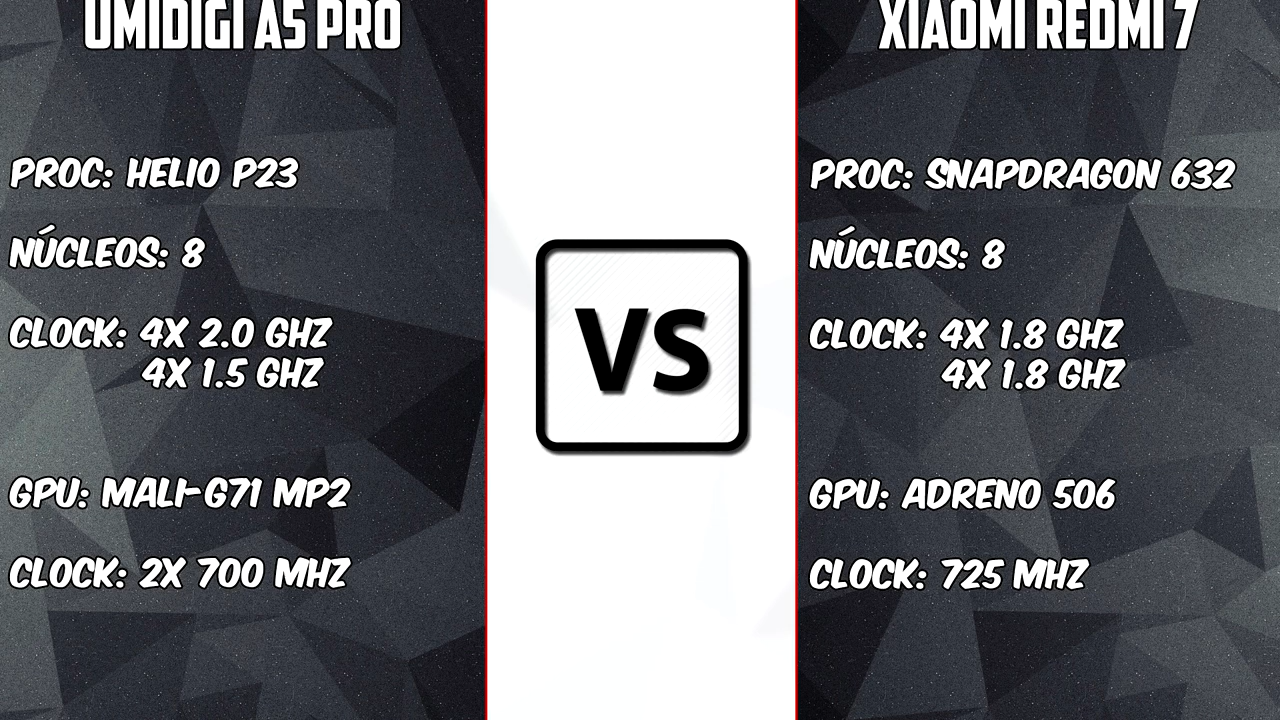 UMIDIGI A5 PRO
PROC: HELIO P23
NÚCLEOS: 8
CLOCK: 4X 2.0 GHZ
4X 1.5 GHZ
GPU: MALI-G71 MP2
CLOCK: 2X 700 MHZ
VS
XIAOMI REDMI 7
PROC: SNAPDRAGON 632
NÚCLEOS: 8
CLOCK: 4X 1.8 GHZ
4X 1.8 GHZ
GPU: ADRENO 506
CLOCK: 725 MHZ